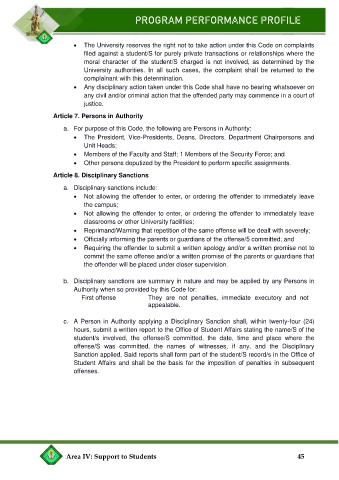 PROGRAM PERFORMANCE PROFILE
• The University reserves the right not to take action under this Code on complaints
filed against a student/S for purely private transactions or relationships where the
moral character of the student/S charged is not involved, as determined by the
University authorities. In all such cases, the complaint shall be returned to the
complainant with this determination.
• Any disciplinary action taken under this Code shall have no bearing whatsoever on
any civil and/or criminal action that the offended party may commence in a court of
justice.
Article 7. Persons in Authority
a. For purpose of this Code, the following are Persons in Authority:
• The President, Vice-Presidents, Deans, Directors, Department Chairpersons and
Unit Heads;
• Members of the Faculty and Staff; 1 Members of the Security Force; and
• Other persons deputized by the President to perform specific assignments.
Article 8. Disciplinary Sanctions
a. Disciplinary sanctions include:
• Not allowing the offender to enter, or ordering the offender to immediately leave
the campus;
• Not allowing the offender to enter, or ordering the offender to immediately leave
classrooms or other University facilities;
• Reprimand/Warning that repetition of the same offense will be dealt with severely;
• Officially informing the parents or guardians of the offense/S committed; and
• Requiring the offender to submit a written apology and/or a written promise not to
commit the same offense and/or a written promise of the parents or guardians that
the offender will be placed under closer supervision.
b. Disciplinary sanctions are summary in nature and may be applied by any Persons in
Authority when so provided by this Code for:
First offense They are not penalties, immediate executory and not
appealable.
c. A Person in Authority applying a Disciplinary Sanction shall, within twenty-four (24)
hours, submit a written report to the Office of Student Affairs stating the name/S of the
student/s involved, the offense/S committed, the date, time and place where the
offense/S was committed, the names of witnesses, if any, and the Disciplinary
Sanction applied. Said reports shall form part of the student/S record/s in the Office of
Student Affairs and shall be the basis for the imposition of penalties in subsequent
offenses.
Area IV: Support to Students 45